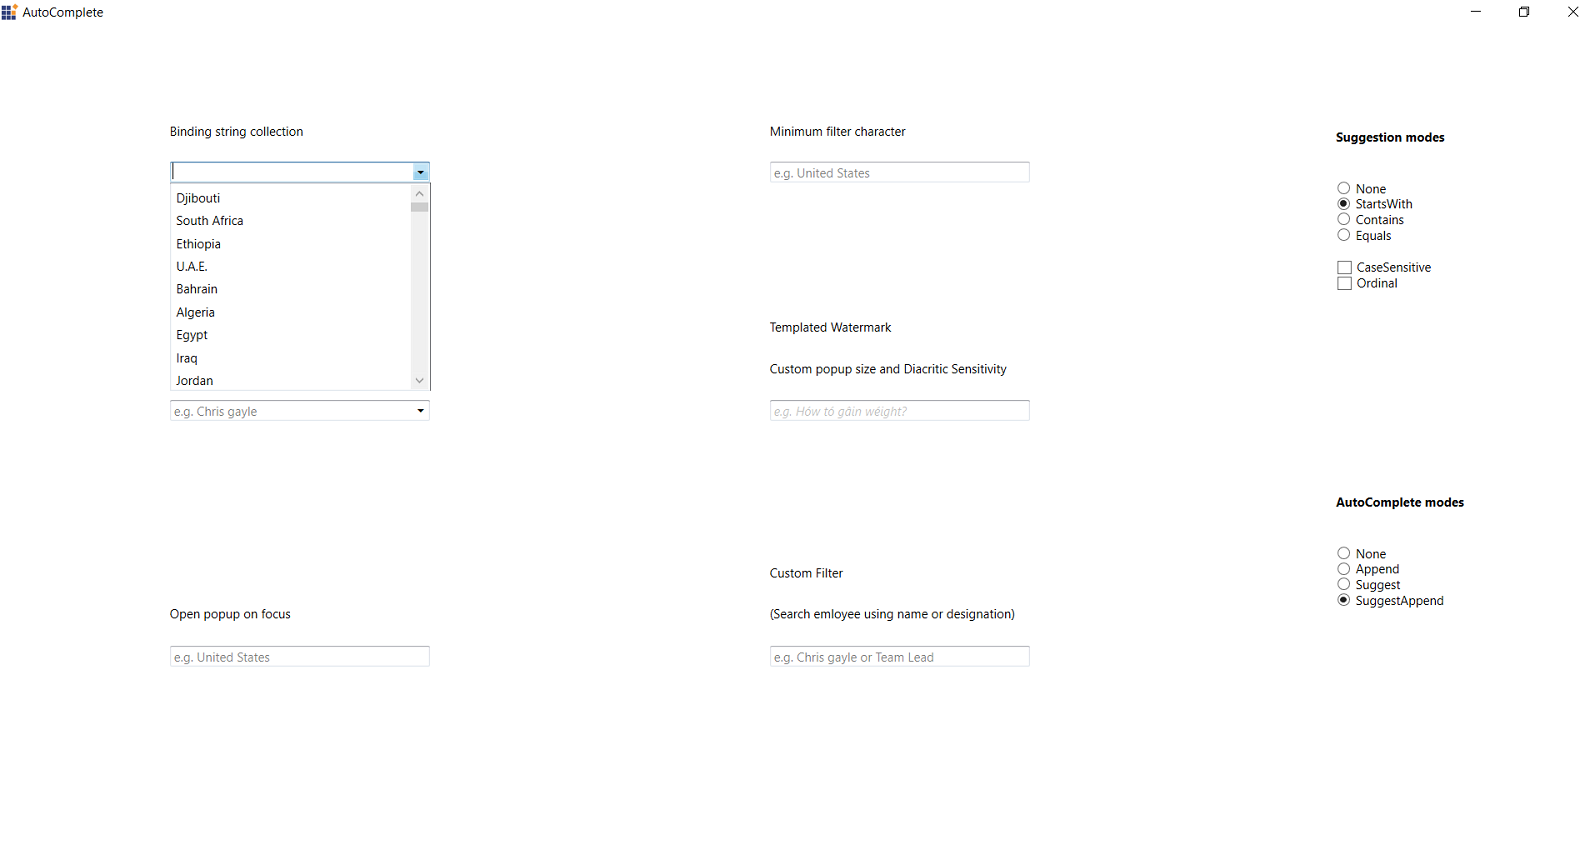 AutoComplete
Binding string collection
Djibouti
South Africa
Ethiopia
U.A.E.
Bahrain
Algeria
Egypt
Iraq
Jordan
e.g. Chris gayle
Open popup on focus
e.g. United States
Minimum filter character
e.g. United States
Templated Watermark
Custom popup size and Diacritic Sensitivity
e.g. Hów tó gâin wéight?
Custom Filter
(Search emloyee using name or designation)
e.g. Chris gayle or Team Lead
Suggestion modes
None
StartsWith
Contains
Equals
CaseSensitive
Ordinal
AutoComplete modes
None
Append
Suggest
SuggestAppend